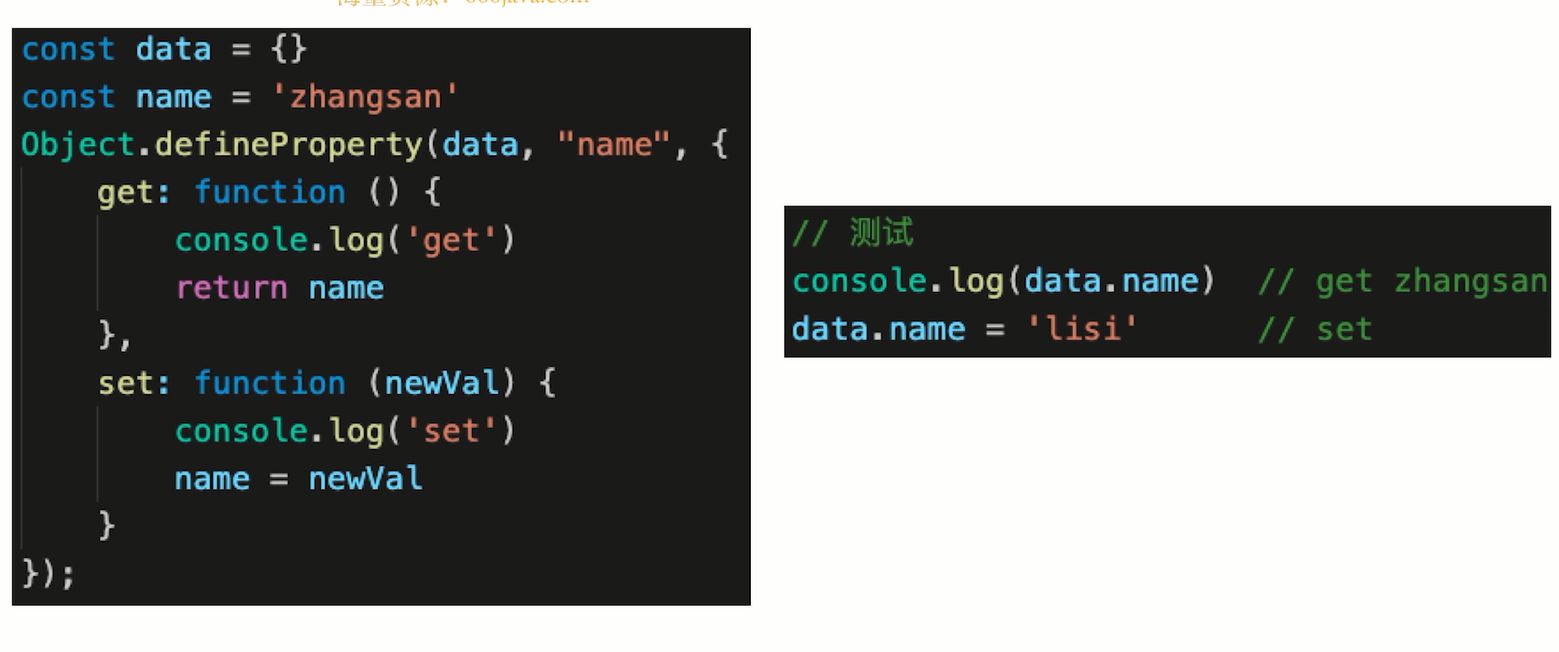 const data = {}
const name = 'zhangsan'
Object.defineProperty(data, "name", {
    get: function () {
        console.log('get')
        return name
    },
    set: function (newVal) {
        console.log('set')
        name = newVal
    }
});
// 测试
console.log(data.name)  // get zhangsan
data.name = 'lisi'      // set